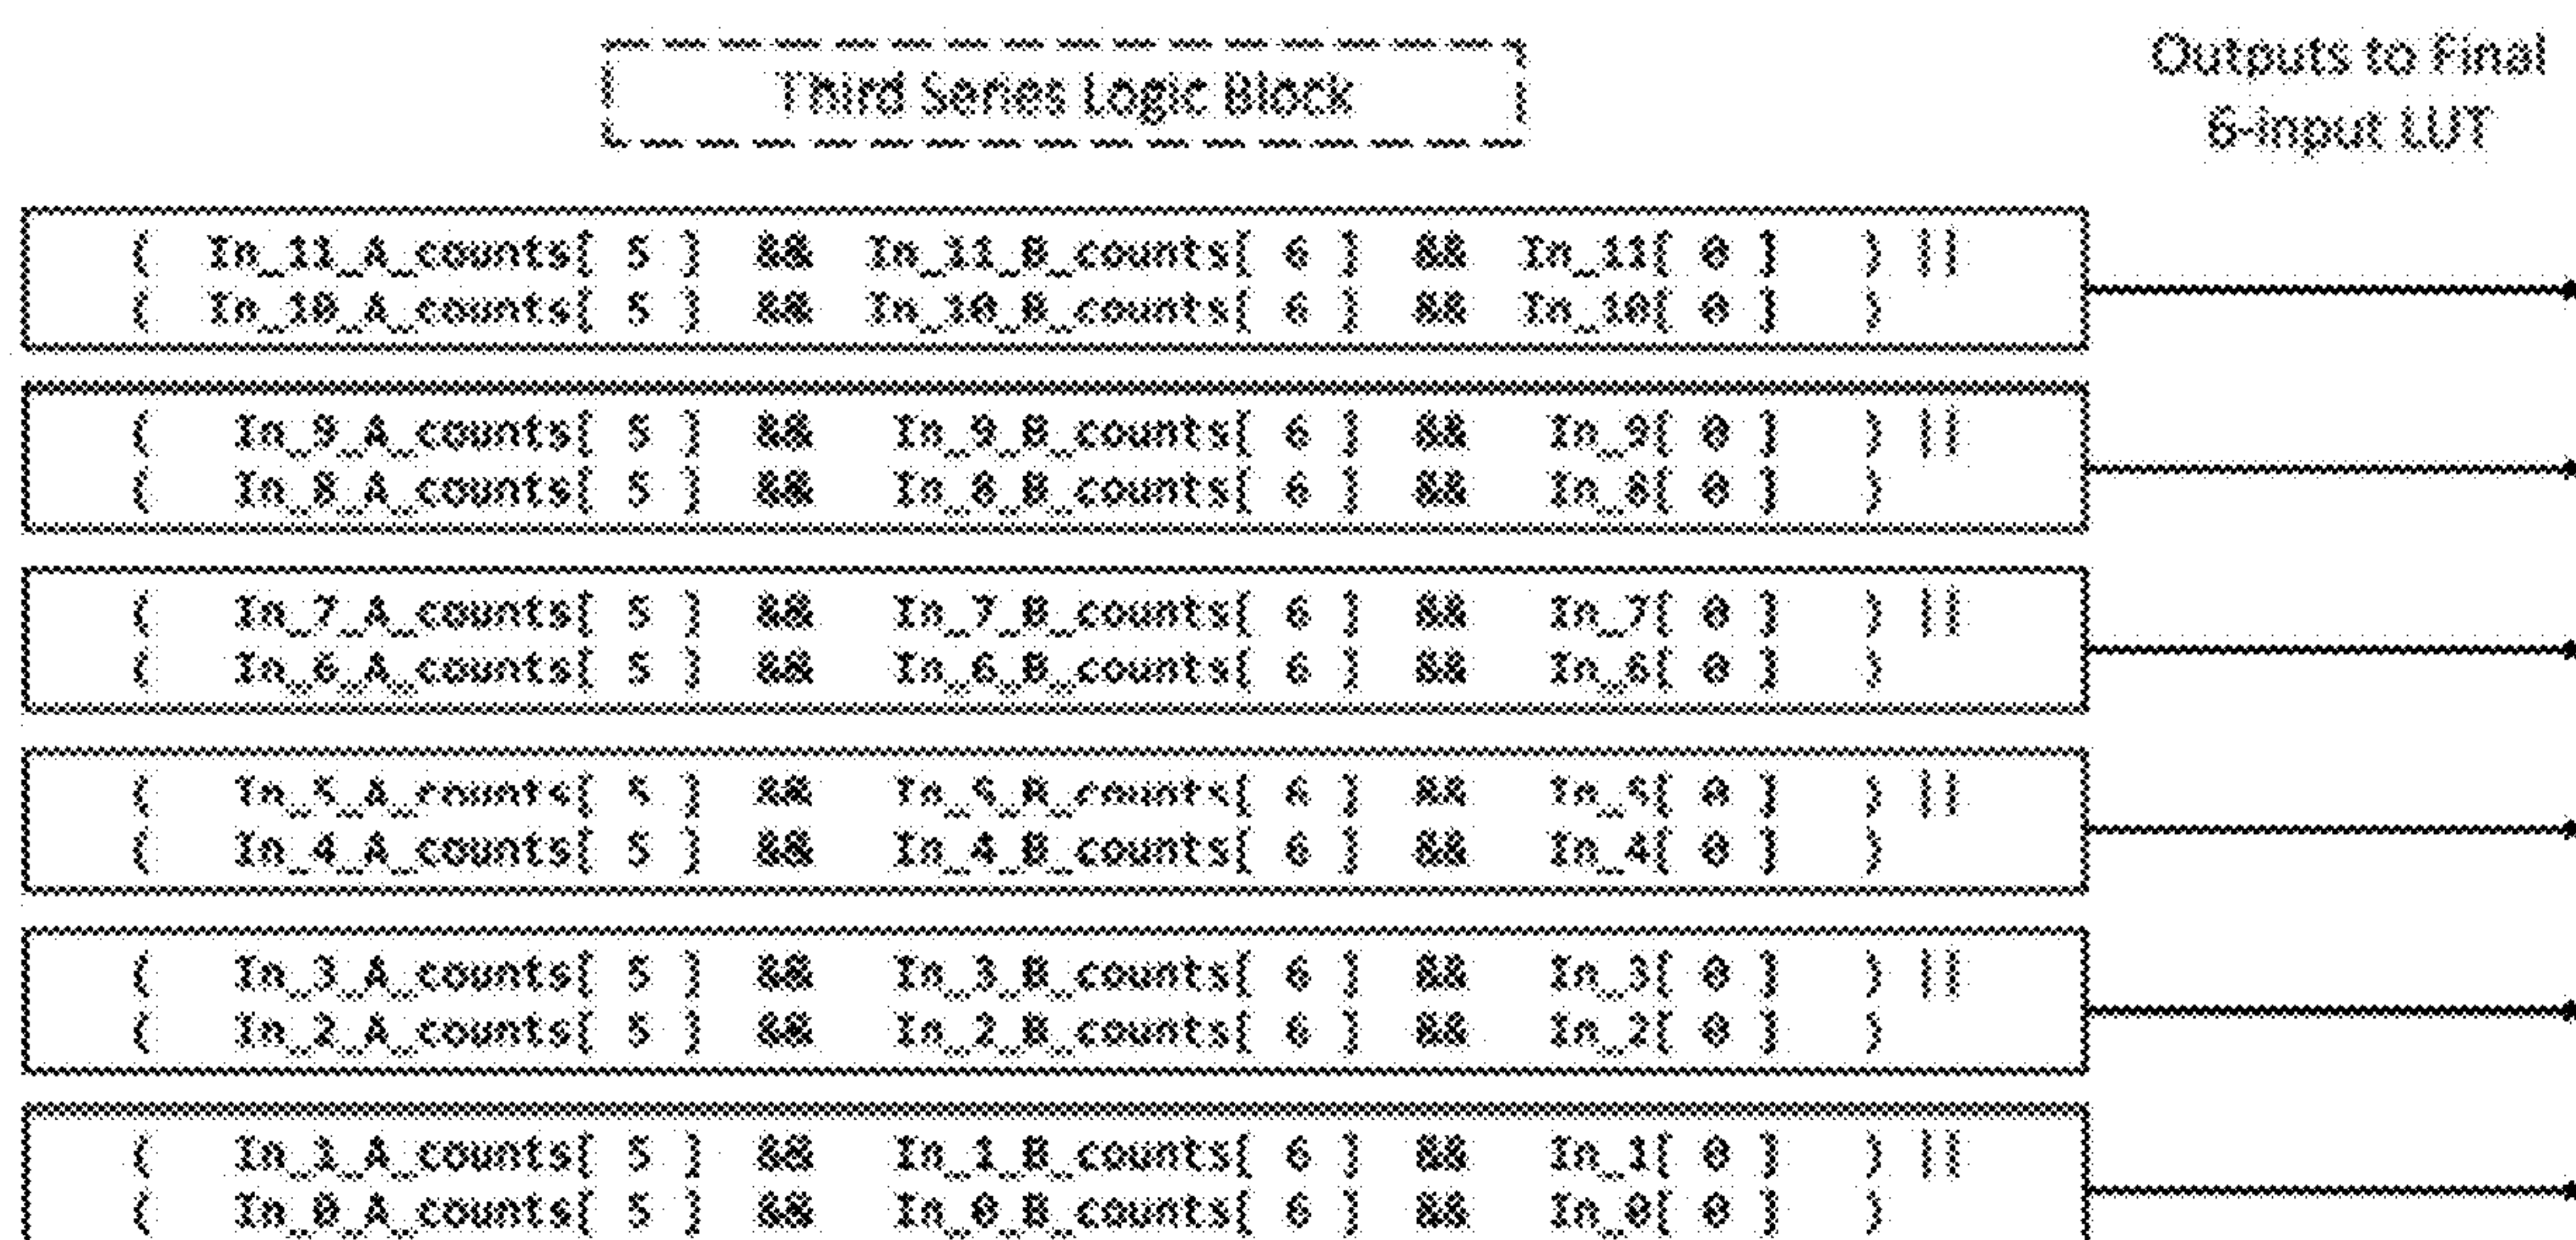 Third Series Logic Block
Outputs to Final
6-input LUT
( In_11_A_counts[ 5 ] && In_11_B_counts[ 6 ] && In_11[ 0 ] ) ||
( In_10_A_counts[ 5 ] && In_10_B_counts[ 6 ] && In_10[ 0 ] )
( In_9_A_counts[ 5 ] && In_9_B_counts[ 6 ] && In_9[ 0 ] ) ||
( In_8_A_counts[ 5 ] && In_8_B_counts[ 6 ] && In_8[ 0 ] )
( In_7_A_counts[ 5 ] && In_7_B_counts[ 6 ] && In_7[ 0 ] ) ||
( In_6_A_counts[ 5 ] && In_6_B_counts[ 6 ] && In_6[ 0 ] )
( In_5_A_counts[ 5 ] && In_5_B_counts[ 6 ] && In_5[ 0 ] ) ||
( In_4_A_counts[ 5 ] && In_4_B_counts[ 6 ] && In_4[ 0 ] )
( In_3_A_counts[ 5 ] && In_3_B_counts[ 6 ] && In_3[ 0 ] ) ||
( In_2_A_counts[ 5 ] && In_2_B_counts[ 6 ] && In_2[ 0 ] )
( In_1_A_counts[ 5 ] && In_1_B_counts[ 6 ] && In_1[ 0 ] ) ||
( In_0_A_counts[ 5 ] && In_0_B_counts[ 6 ] && In_0[ 0 ] )